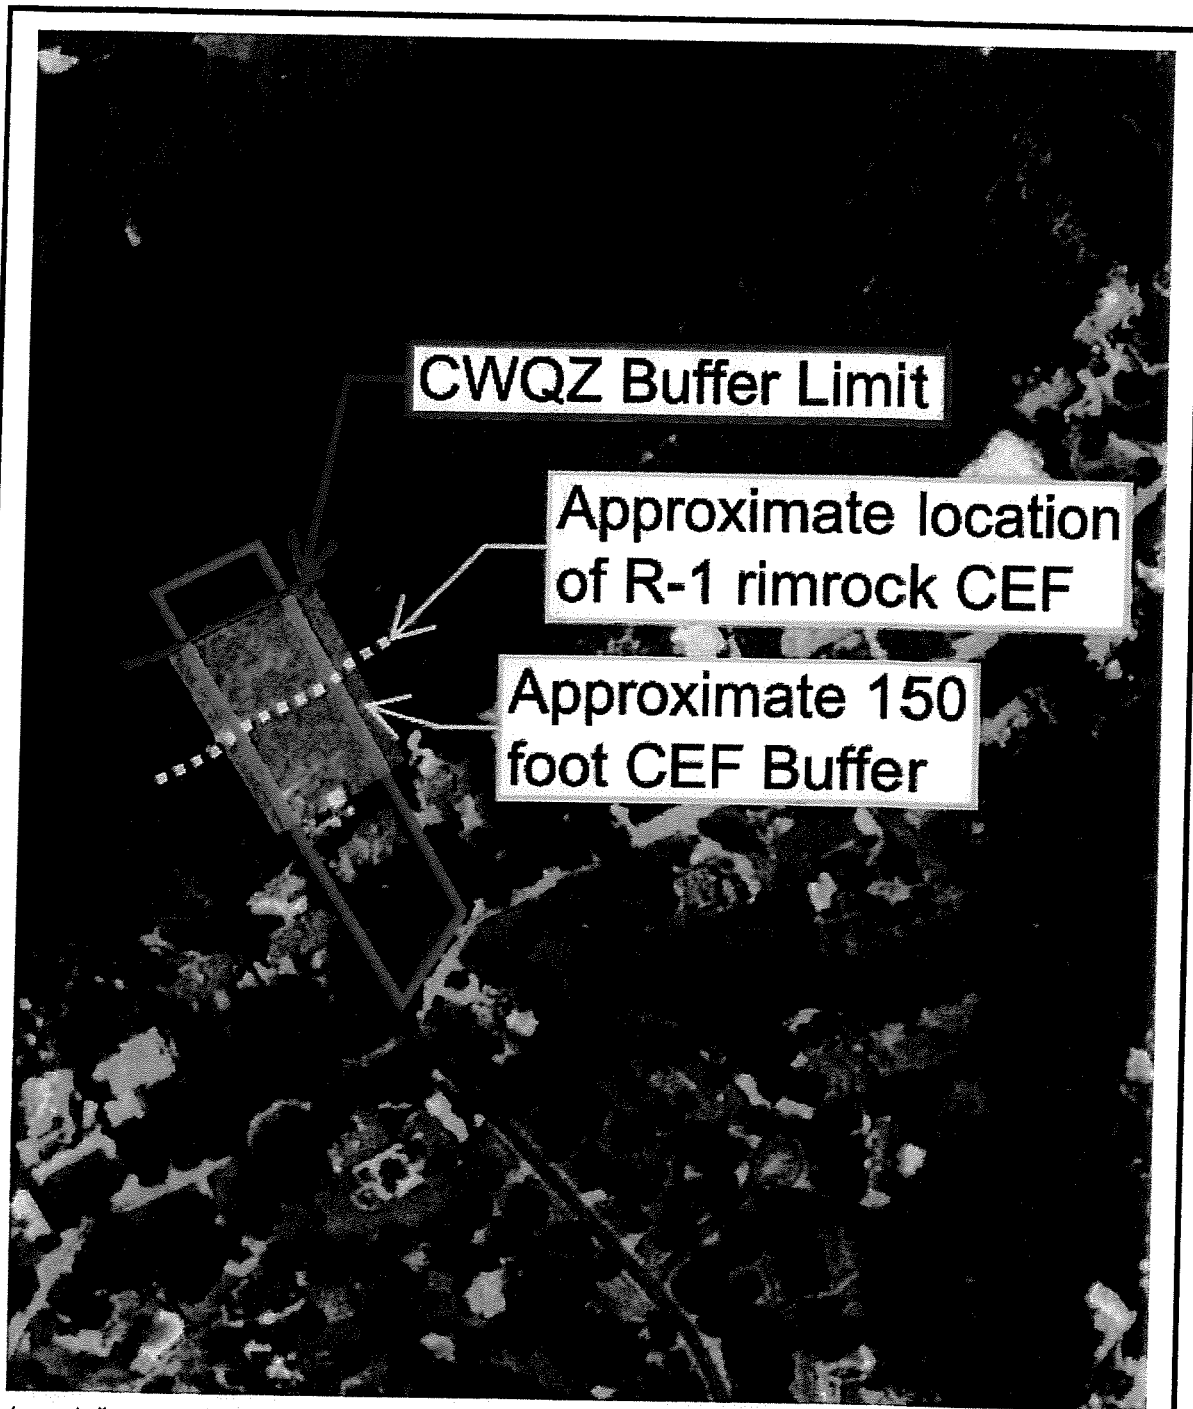 CWQZ Buffer Limit
Approximate location
of R-1 rimrock CEF
Approximate 150
foot CEF Buffer